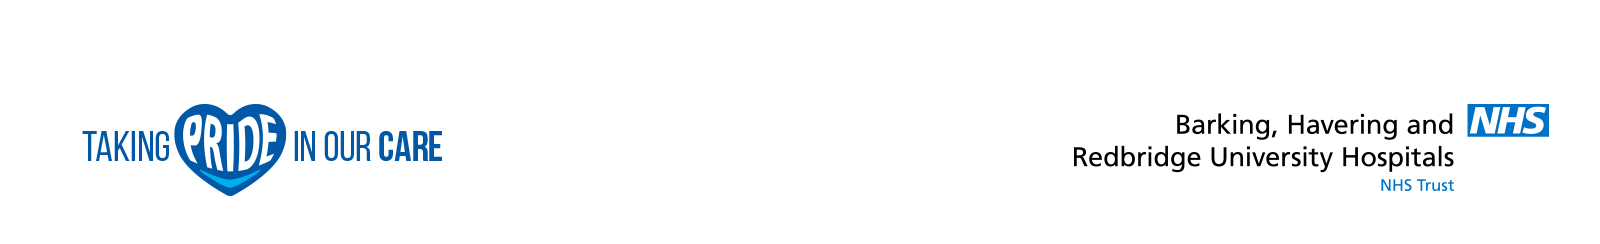 TAKING PRIDE IN OUR CARE
Barking, Havering and NHS
Redbridge University Hospitals
NHS Trust